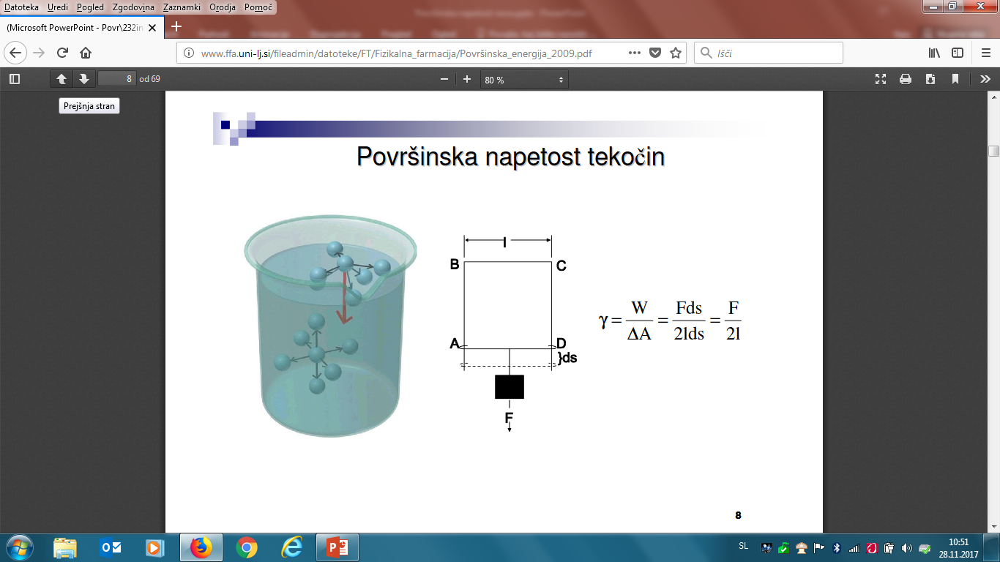 Datoteka Uredi Pogled Zgodovina Zaznamki Orodja Pomoč
(Microsoft PowerPoint - Povr\232in
www.ffa.uni-lj.si/fileadmin/datoteke/FT/Fizikalna_farmacija/Površinska_energija_2009.pdf
Išči
8 od 69
80 %
Prejšnja stran
Površinska napetost tekočin
l
B C
A D
}ds
F
γ = W/ΔA = Fds/2lds = F/2l
8
SL
10:51
28.11.2017